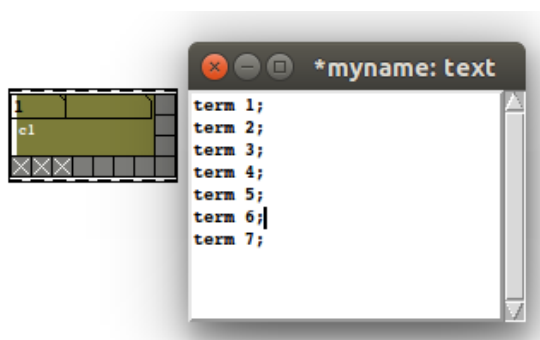 *myname: text
1
c1
term 1;
term 2;
term 3;
term 4;
term 5;
term 6;
term 7;